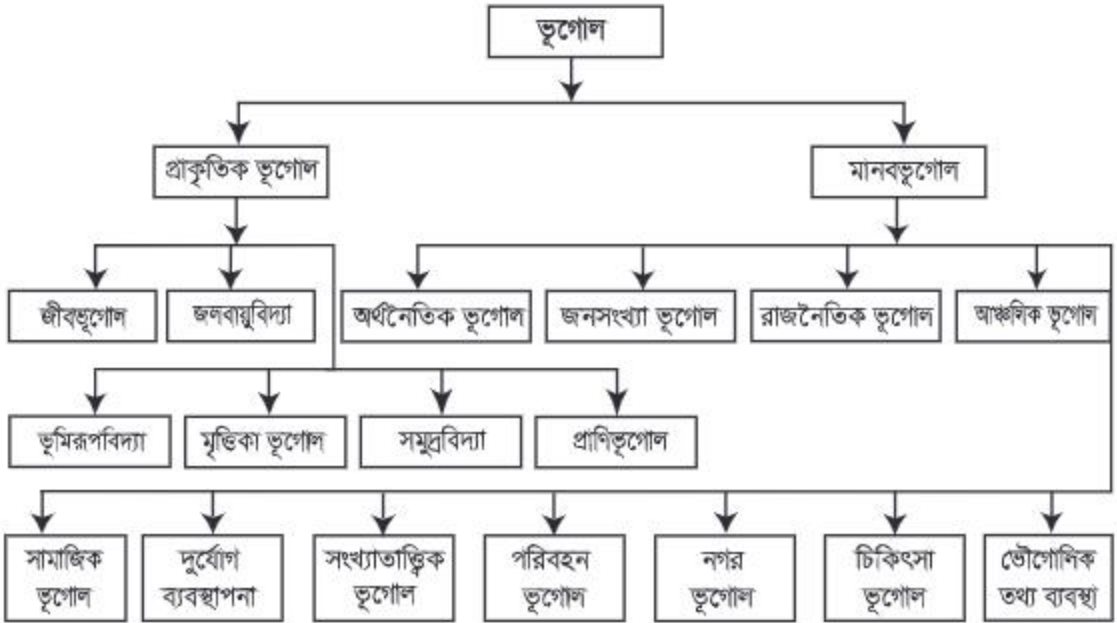 ভূগোল
প্রাকৃতিক ভূগোল
মানবভূগোল
জীবভূগোল
জলবায়ুবিদ্যা
অর্থনৈতিক ভূগোল
জনসংখ্যা ভূগোল
রাজনৈতিক ভূগোল
আঞ্চলিক ভূগোল
ভূমিরূপবিদ্যা
মৃত্তিকা ভূগোল
সমুদ্রবিদ্যা
প্রাণিভূগোল
সামাজিক
ভূগোল
দুর্যোগ
ব্যবস্থাপনা
সংখ্যাতাত্ত্বিক
ভূগোল
পরিবহন
ভূগোল
নগর
ভূগোল
চিকিৎসা
ভূগোল
ভৌগোলিক
তথ্য ব্যবস্থা